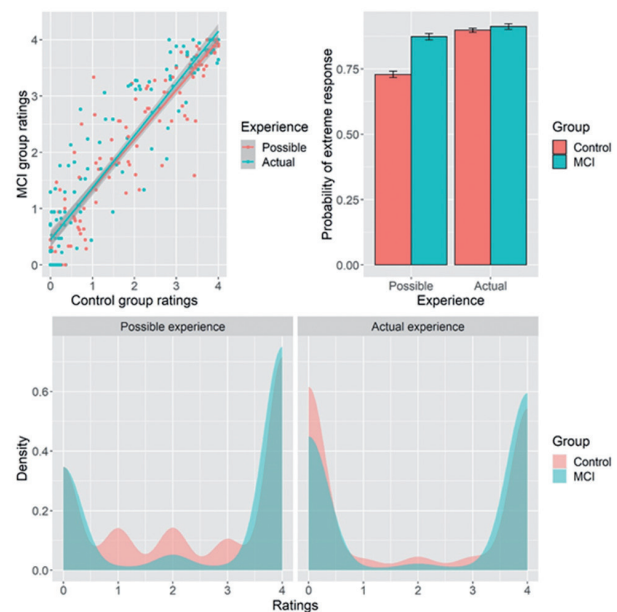 MCI group ratings
4
3
2
1
0
0 1 2 3 4
Control group ratings
Experience
Possible
Actual
Probability of extreme response
0.75
0.50
0.25
0.00
Possible Actual
Experience
Group
Control
MCI
Possible experience Actual experience
Density
0.6
0.4
0.2
0.0
0 1 2 3 4 0 1 2 3 4
Ratings
Group
Control
MCI